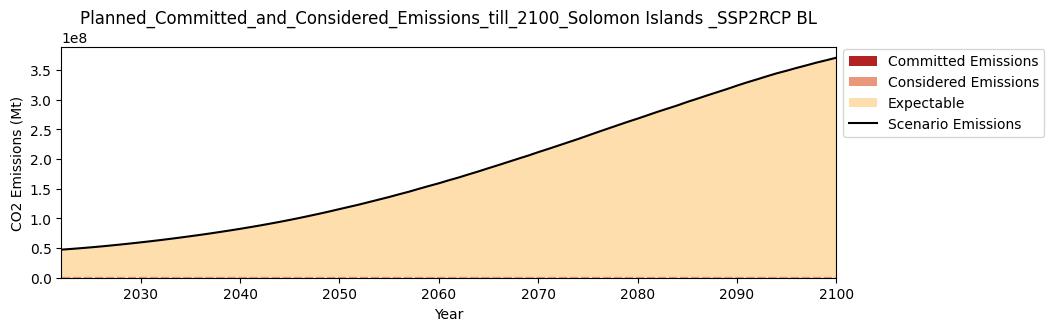 Planned_Committed_and_Considered_Emissions_till_2100_Solomon Islands _SSP2RCP BL
1e8
3.5
3.0
2.5
2.0
1.5
1.0
0.5
0.0
CO2 Emissions (Mt)
2030 2040 2050 2060 2070 2080 2090 2100
Year
Committed Emissions
Considered Emissions
Expectable
Scenario Emissions